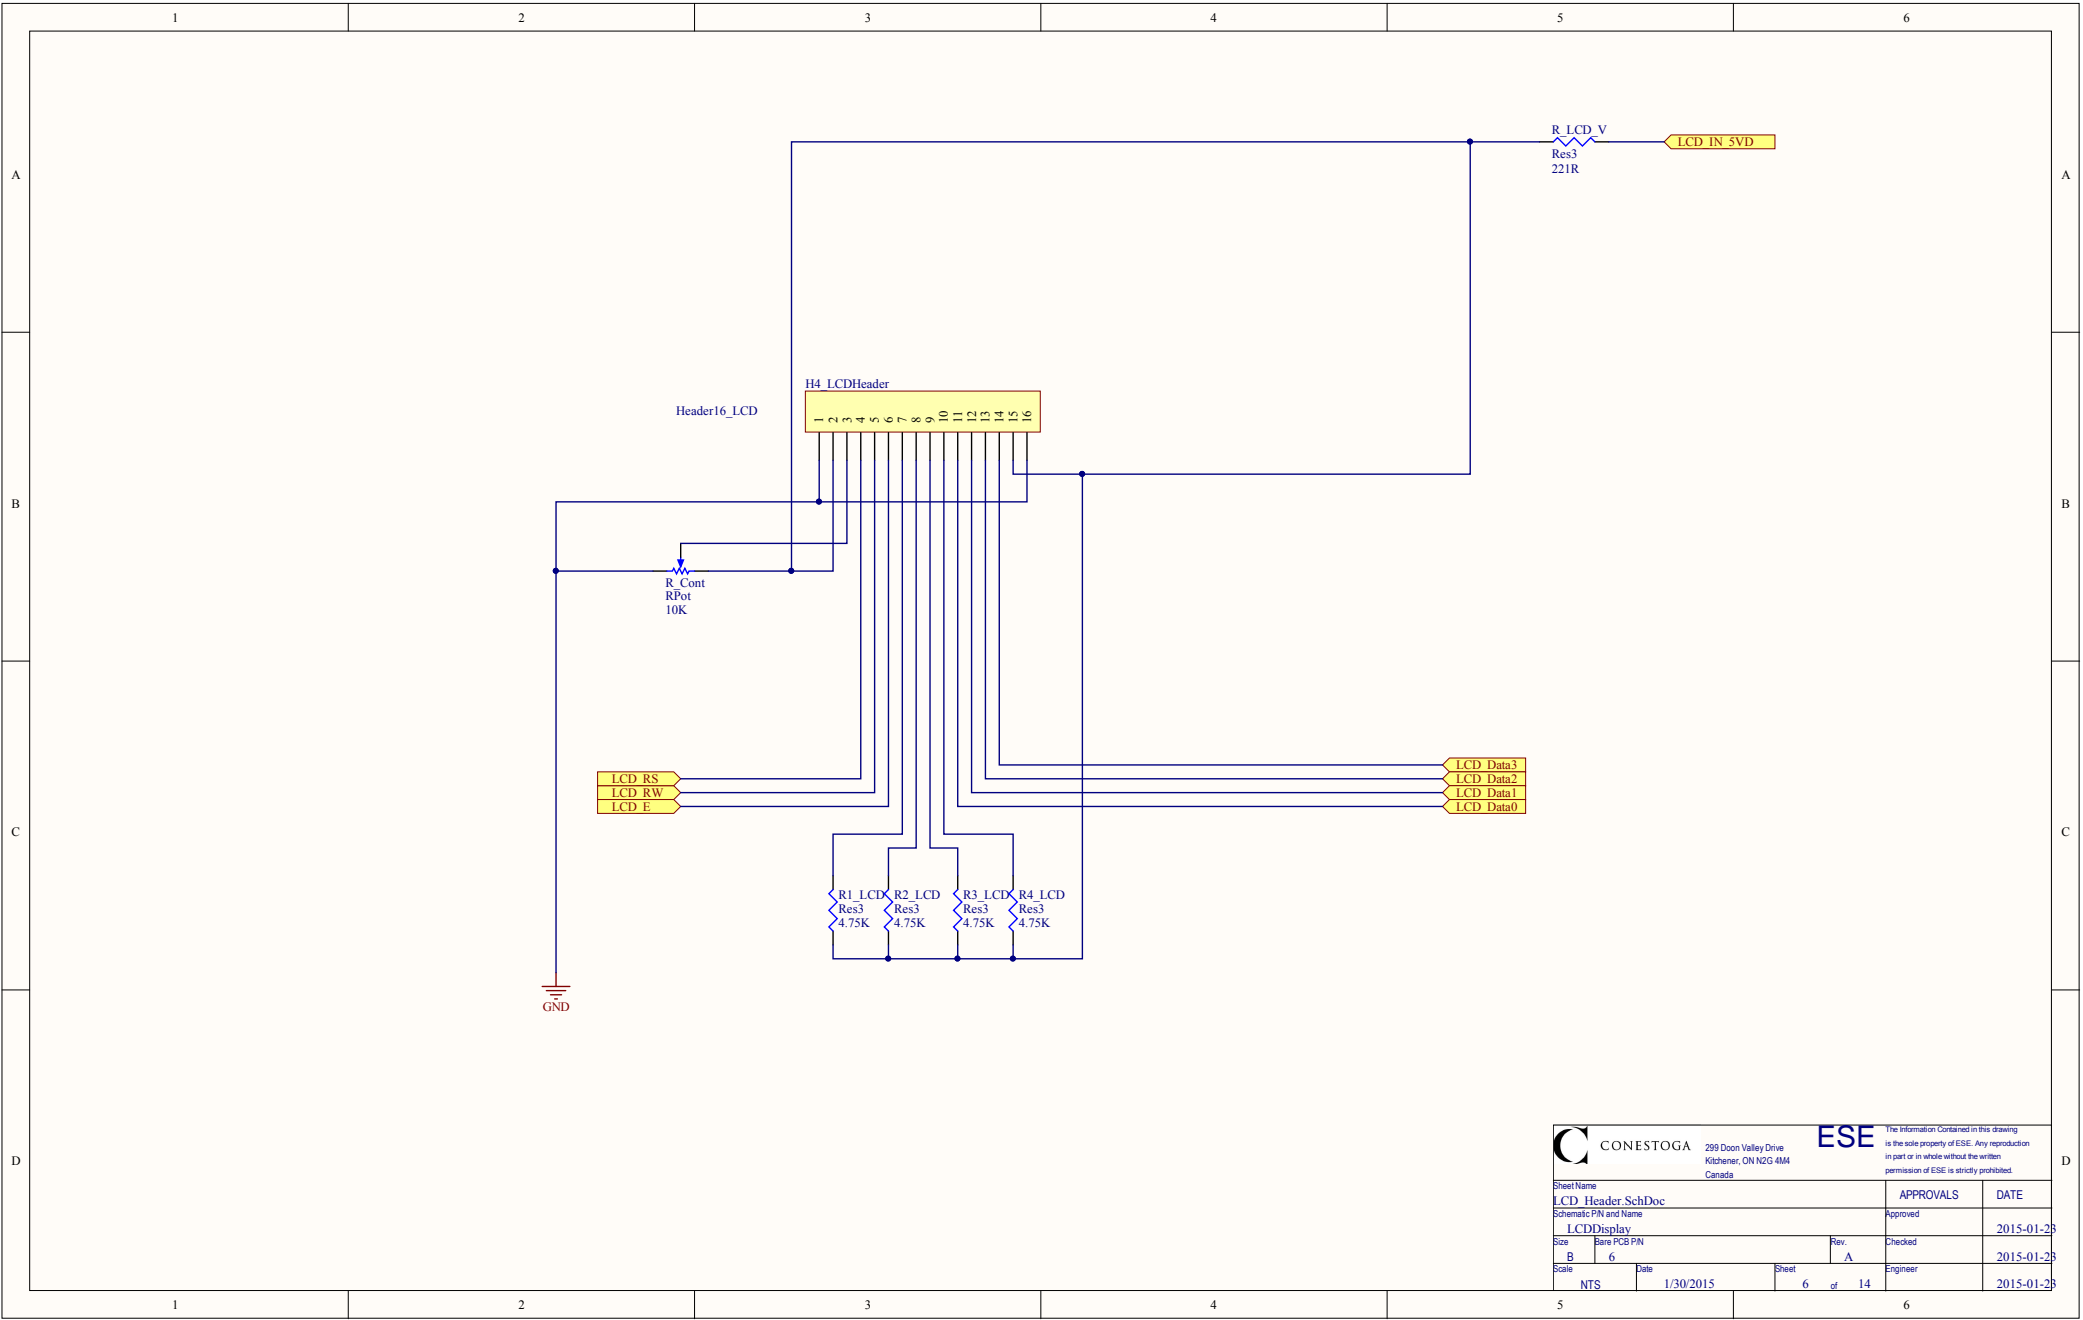 1 2 3 4 5 6
A A
R_LCD_V
LCD_IN_5VD
Res3
221R
B B
H4_LCDHeader
Header16_LCD
1 2 3 4 5 6 7 8 9 10 11 12 13 14 15 16
R_Cont
RPot
10K
C C
LCD_RS
LCD_RW
LCD_E
LCD_Data3
LCD_Data2
LCD_Data1
LCD_Data0
R1_LCD
Res3
4.75K
R2_LCD
Res3
4.75K
R3_LCD
Res3
4.75K
R4_LCD
Res3
4.75K
GND
D D
CONESTOGA
299 Doon Valley Drive
Kitchener, ON N2G 4M4
Canada
ESE
The Information Contained in this drawing
is the sole property of ESE. Any reproduction
in part or in whole without the written
permission of ESE is strictly prohibited.
Sheet Name
LCD_Header.SchDoc
APPROVALS DATE
Schematic P/N and Name
LCDDisplay
Approved
2015-01-23
Size
B
Bare PCB P/N
6
Rev.
A
Checked
2015-01-23
Scale
NTS
Date
1/30/2015
Sheet
6 of 14
Engineer
2015-01-23
1 2 3 4 5 6